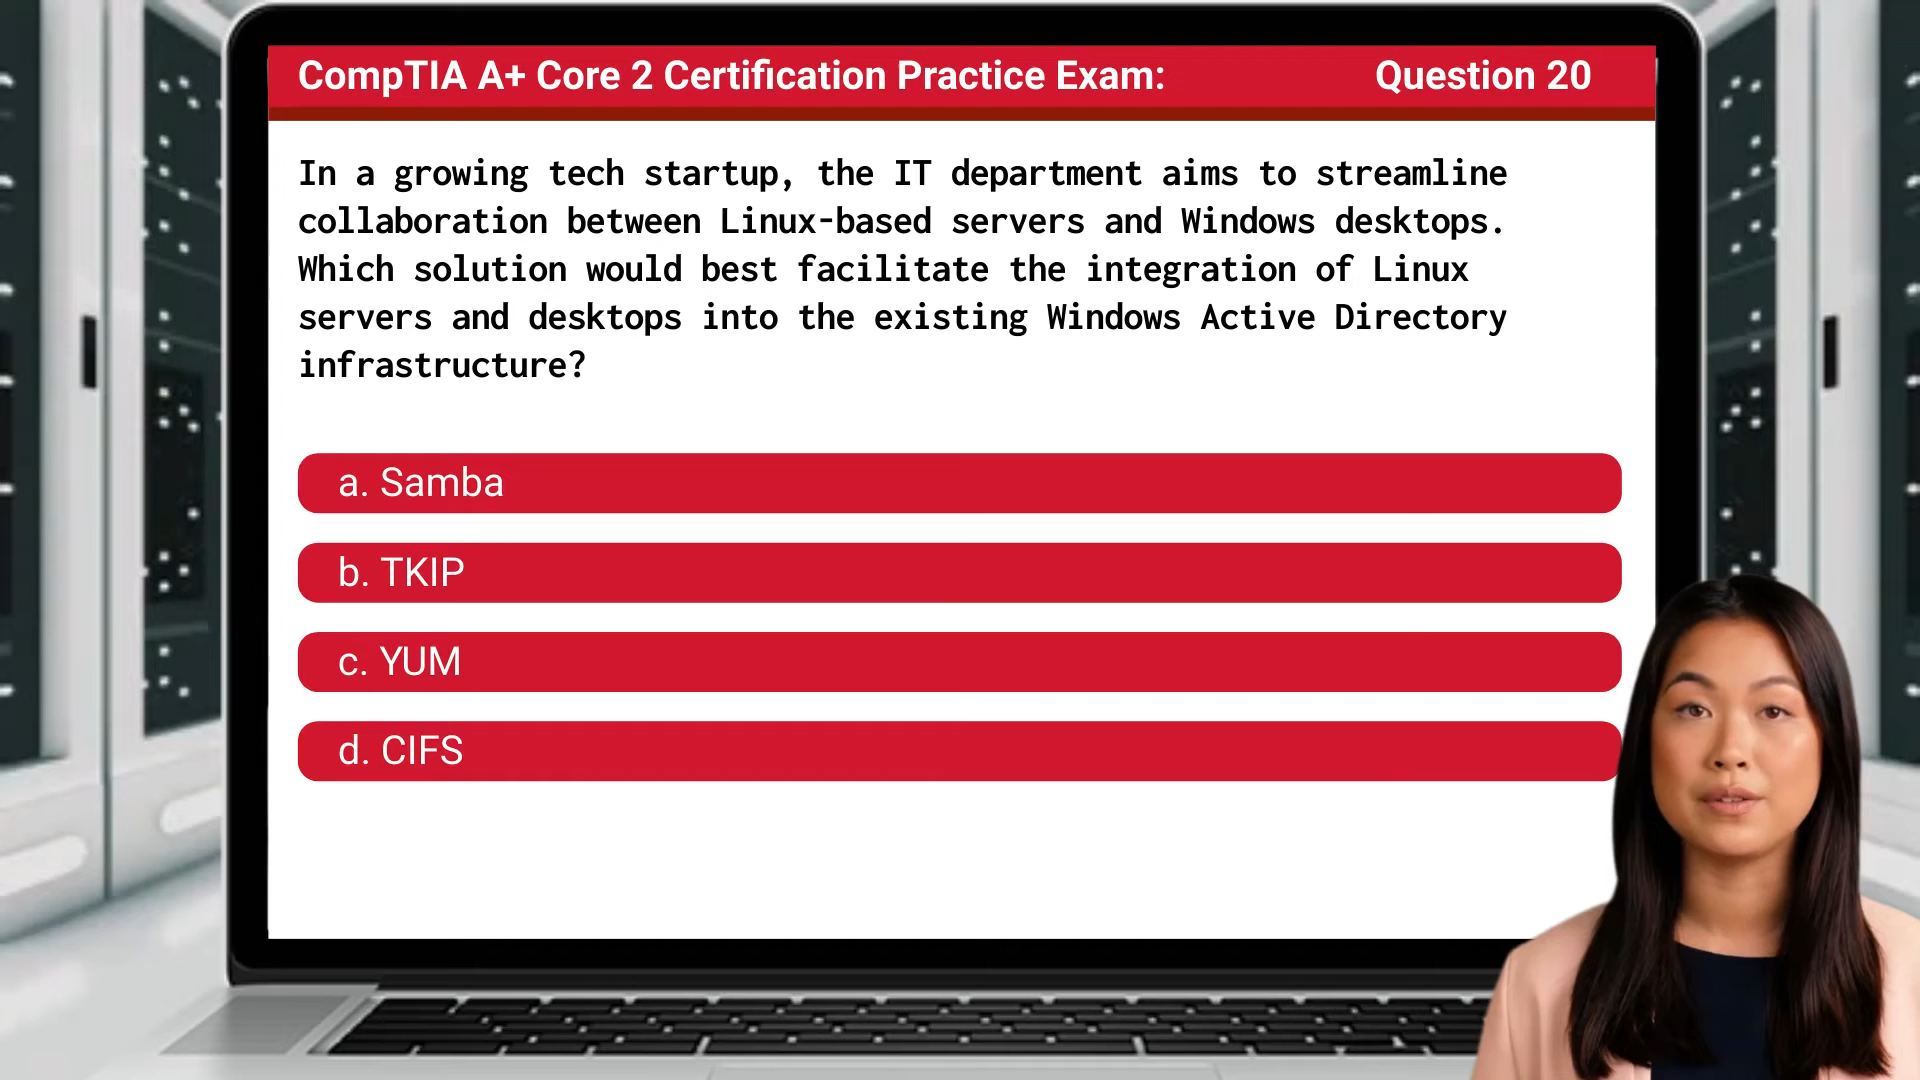 CompTIA A+ Core 2 Certification Practice Exam: Question 20
In a growing tech startup, the IT department aims to streamline
collaboration between Linux-based servers and Windows desktops.
Which solution would best facilitate the integration of Linux
servers and desktops into the existing Windows Active Directory
infrastructure?
a. Samba
b. TKIP
c. YUM
d. CIFS